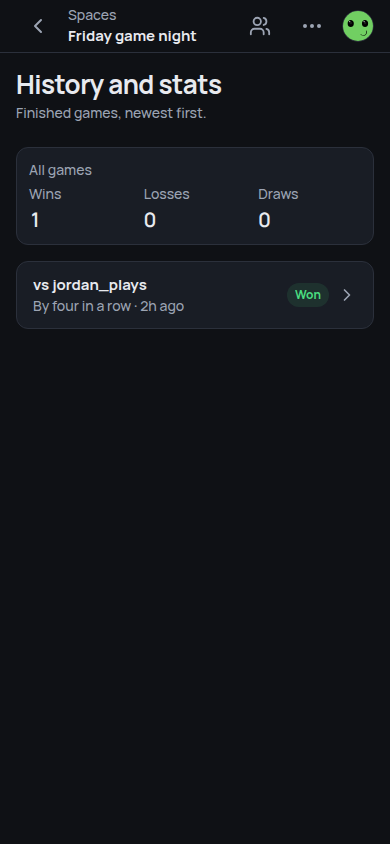 Spaces
Friday game night
History and stats
Finished games, newest first.
All games
Wins Losses Draws
1 0 0
vs jordan_plays
By four in a row · 2h ago
Won